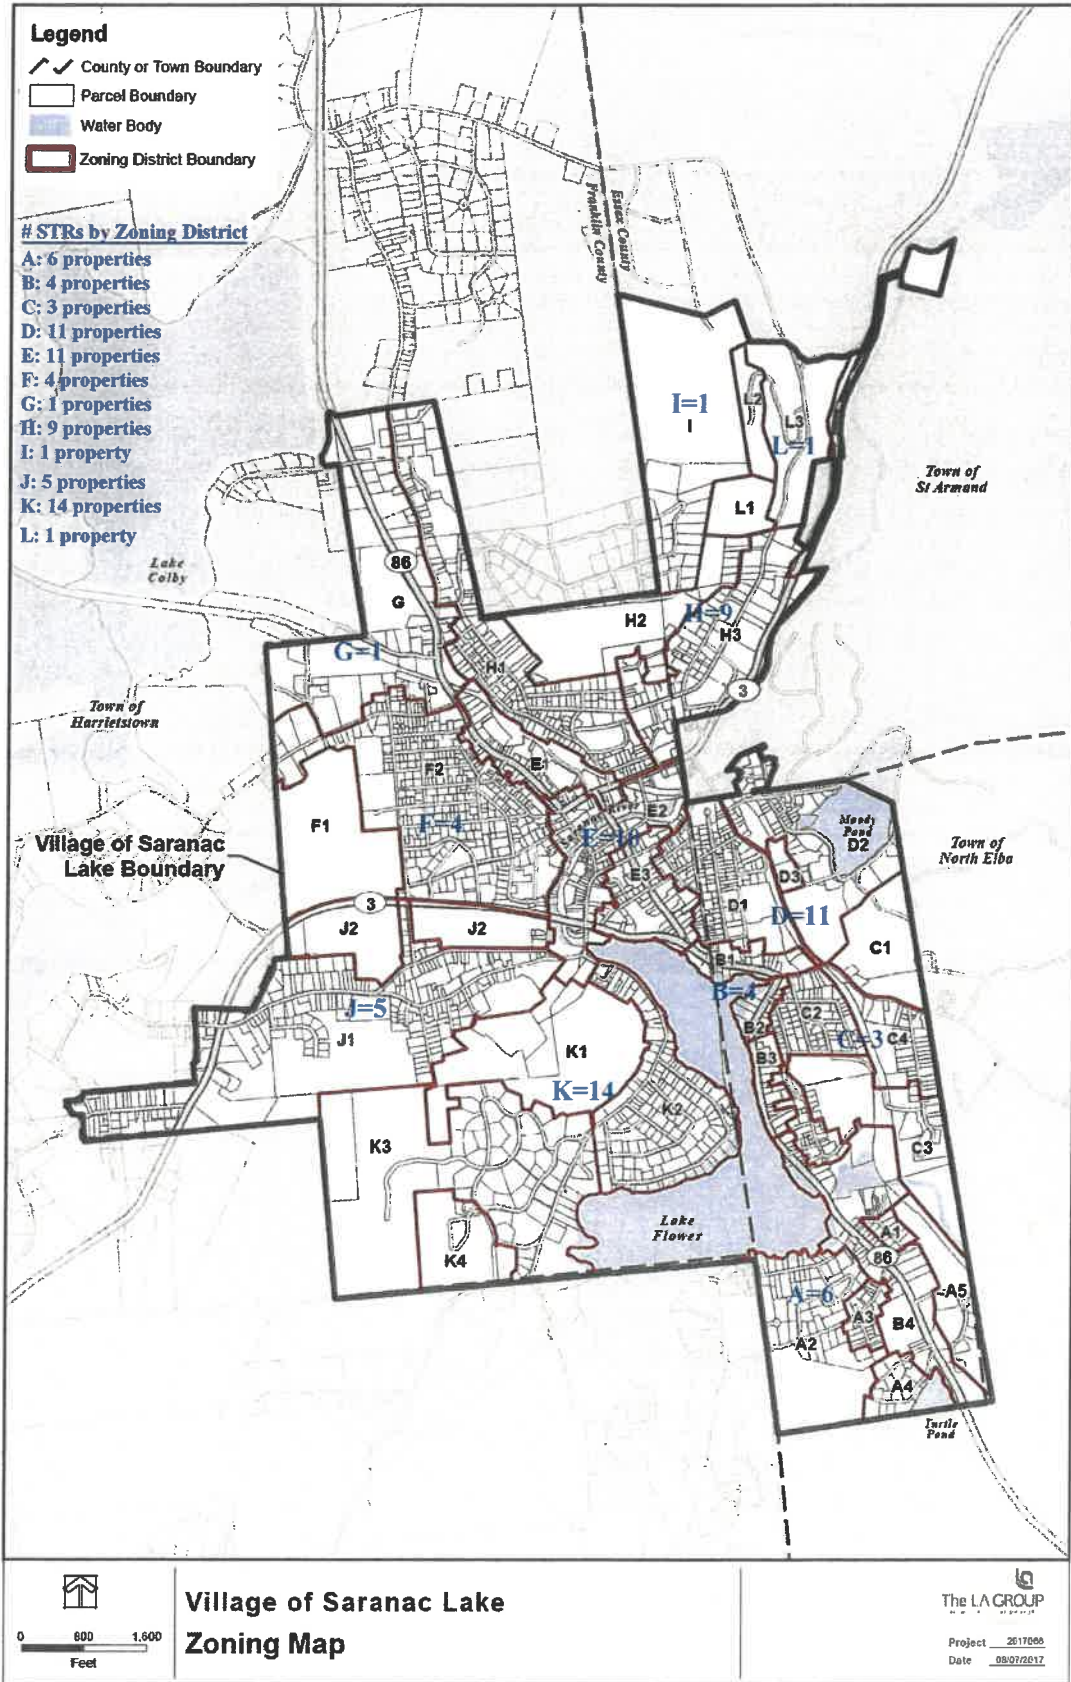 Legend
County or Town Boundary
Parcel Boundary
Water Body
Zoning District Boundary
# STRs by Zoning District
A: 6 properties
B: 4 properties
C: 3 properties
D: 11 properties
E: 11 properties
F: 4 properties
G: 1 properties
H: 9 properties
I: 1 property
J: 5 properties
K: 14 properties
L: 1 property
Essex County
Franklin County
I=1
I
L2
L3
L=1
L1
Town of
St Armand
Lake
Colby
86
G
H2
H=9
H3
G=1
H1
3
Town of
Harrietstown
E1
F2
E2
Moody
Pond
D2
F1
F=4
E=10
Village of Saranac
Lake Boundary
Town of
North Elba
E3
D3
D1
D=11
3
J2
J2
C1
B1
B=4
J=5
J1
C2
B2
C=3
C4
K1
B3
K=14
K2
K3
C3
Lake
Flower
A1
86
K4
A=6
A5
A3
B4
A2
A4
Turtle
Pond
0 800 1,600
Feet
Village of Saranac Lake
Zoning Map
The LA GROUP
Project 2017066
Date 08/07/2017